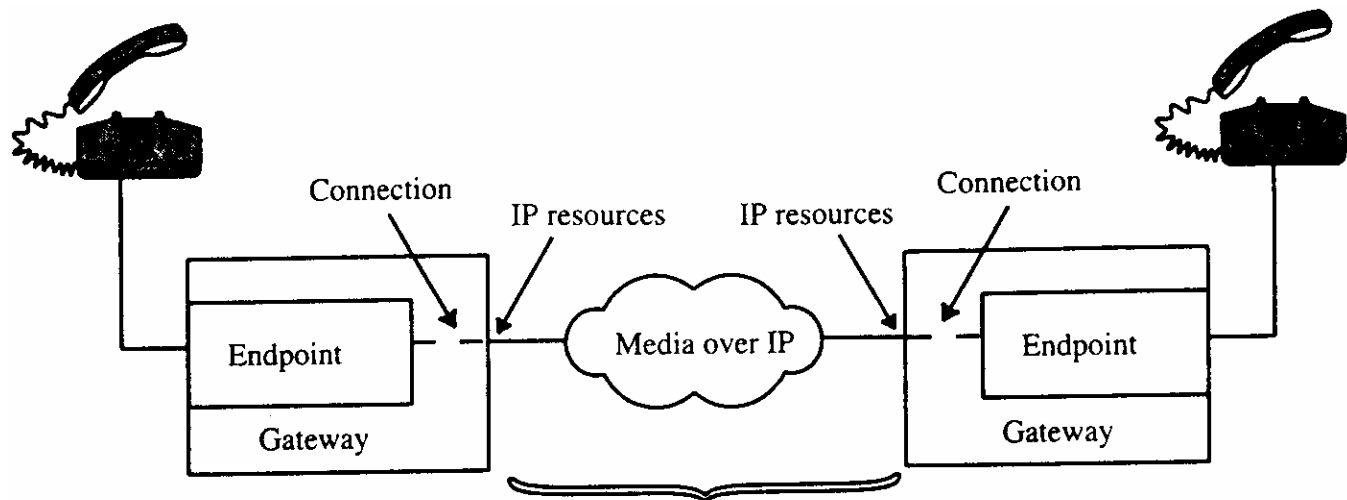 Connection
IP resources
IP resources
Connection
Endpoint
Media over IP
Endpoint
Gateway
Gateway